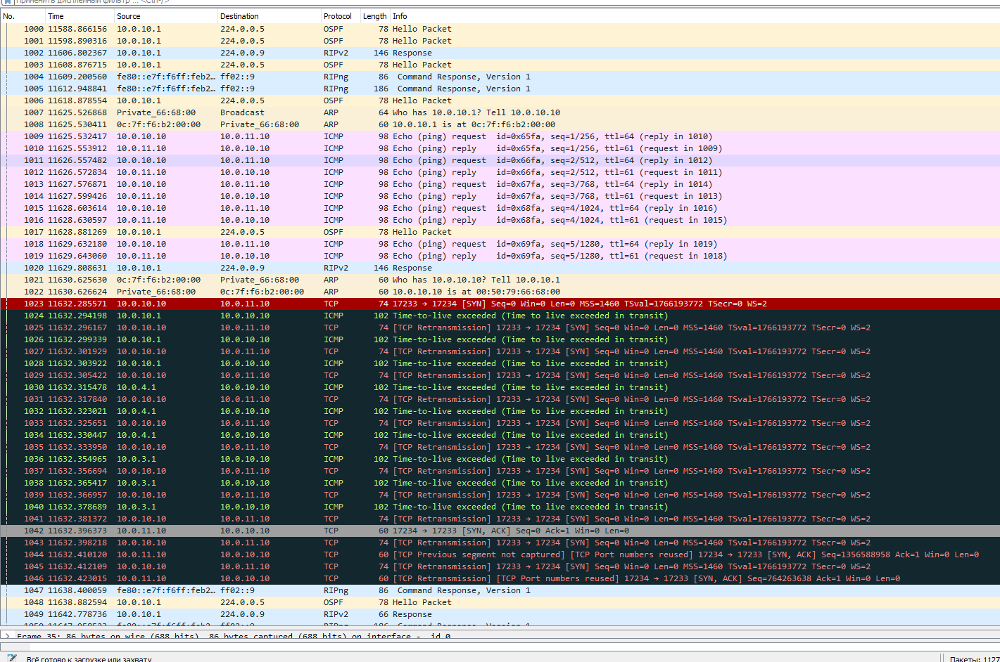 Применить дисплейный фильтр ... <Ctrl-/>
No. Time Source Destination Protocol Length Info
1000 11588.866156 10.0.10.1 224.0.0.5 OSPF 78 Hello Packet
1001 11598.890316 10.0.10.1 224.0.0.5 OSPF 78 Hello Packet
1002 11606.802367 10.0.10.1 224.0.0.9 RIPv2 146 Response
1003 11608.876715 10.0.10.1 224.0.0.5 OSPF 78 Hello Packet
1004 11609.200560 fe80::e7f:f6ff:feb2… ff02::9 RIPng 86 Command Response, Version 1
1005 11612.948841 fe80::e7f:f6ff:feb2… ff02::9 RIPng 186 Command Response, Version 1
1006 11618.878554 10.0.10.1 224.0.0.5 OSPF 78 Hello Packet
1007 11625.526868 Private_66:68:00 Broadcast ARP 64 Who has 10.0.10.1? Tell 10.0.10.10
1008 11625.530411 0c:7f:f6:b2:00:00 Private_66:68:00 ARP 60 10.0.10.1 is at 0c:7f:f6:b2:00:00
1009 11625.532417 10.0.10.10 10.0.11.10 ICMP 98 Echo (ping) request id=0x65fa, seq=1/256, ttl=64 (reply in 1010)
1010 11625.553912 10.0.11.10 10.0.10.10 ICMP 98 Echo (ping) reply id=0x65fa, seq=1/256, ttl=61 (request in 1009)
1011 11626.557482 10.0.10.10 10.0.11.10 ICMP 98 Echo (ping) request id=0x66fa, seq=2/512, ttl=64 (reply in 1012)
1012 11626.572834 10.0.11.10 10.0.10.10 ICMP 98 Echo (ping) reply id=0x66fa, seq=2/512, ttl=61 (request in 1011)
1013 11627.576871 10.0.10.10 10.0.11.10 ICMP 98 Echo (ping) request id=0x67fa, seq=3/768, ttl=64 (reply in 1014)
1014 11627.599426 10.0.11.10 10.0.10.10 ICMP 98 Echo (ping) reply id=0x67fa, seq=3/768, ttl=61 (request in 1013)
1015 11628.603614 10.0.10.10 10.0.11.10 ICMP 98 Echo (ping) request id=0x68fa, seq=4/1024, ttl=64 (reply in 1016)
1016 11628.630597 10.0.11.10 10.0.10.10 ICMP 98 Echo (ping) reply id=0x68fa, seq=4/1024, ttl=61 (request in 1015)
1017 11628.881269 10.0.10.1 224.0.0.5 OSPF 78 Hello Packet
1018 11629.632180 10.0.10.10 10.0.11.10 ICMP 98 Echo (ping) request id=0x69fa, seq=5/1280, ttl=64 (reply in 1019)
1019 11629.643060 10.0.11.10 10.0.10.10 ICMP 98 Echo (ping) reply id=0x69fa, seq=5/1280, ttl=61 (request in 1018)
1020 11629.808631 10.0.10.1 224.0.0.9 RIPv2 146 Response
1021 11630.625630 0c:7f:f6:b2:00:00 Private_66:68:00 ARP 60 Who has 10.0.10.10? Tell 10.0.10.1
1022 11630.626624 Private_66:68:00 0c:7f:f6:b2:00:00 ARP 60 10.0.10.10 is at 00:50:79:66:68:00
1023 11632.285571 10.0.10.10 10.0.11.10 TCP 74 17233 → 17234 [SYN] Seq=0 Win=0 Len=0 MSS=1460 TSval=1766193772 TSecr=0 WS=2
1024 11632.294198 10.0.10.1 10.0.10.10 ICMP 102 Time-to-live exceeded (Time to live exceeded in transit)
1025 11632.296167 10.0.10.10 10.0.11.10 TCP 74 [TCP Retransmission] 17233 → 17234 [SYN] Seq=0 Win=0 Len=0 MSS=1460 TSval=1766193772 TSecr=0 WS=2
1026 11632.299339 10.0.10.1 10.0.10.10 ICMP 102 Time-to-live exceeded (Time to live exceeded in transit)
1027 11632.301929 10.0.10.10 10.0.11.10 TCP 74 [TCP Retransmission] 17233 → 17234 [SYN] Seq=0 Win=0 Len=0 MSS=1460 TSval=1766193772 TSecr=0 WS=2
1028 11632.303922 10.0.10.1 10.0.10.10 ICMP 102 Time-to-live exceeded (Time to live exceeded in transit)
1029 11632.305422 10.0.10.10 10.0.11.10 TCP 74 [TCP Retransmission] 17233 → 17234 [SYN] Seq=0 Win=0 Len=0 MSS=1460 TSval=1766193772 TSecr=0 WS=2
1030 11632.315478 10.0.4.1 10.0.10.10 ICMP 102 Time-to-live exceeded (Time to live exceeded in transit)
1031 11632.317840 10.0.10.10 10.0.11.10 TCP 74 [TCP Retransmission] 17233 → 17234 [SYN] Seq=0 Win=0 Len=0 MSS=1460 TSval=1766193772 TSecr=0 WS=2
1032 11632.323021 10.0.4.1 10.0.10.10 ICMP 102 Time-to-live exceeded (Time to live exceeded in transit)
1033 11632.325651 10.0.10.10 10.0.11.10 TCP 74 [TCP Retransmission] 17233 → 17234 [SYN] Seq=0 Win=0 Len=0 MSS=1460 TSval=1766193772 TSecr=0 WS=2
1034 11632.330447 10.0.4.1 10.0.10.10 ICMP 102 Time-to-live exceeded (Time to live exceeded in transit)
1035 11632.333950 10.0.10.10 10.0.11.10 TCP 74 [TCP Retransmission] 17233 → 17234 [SYN] Seq=0 Win=0 Len=0 MSS=1460 TSval=1766193772 TSecr=0 WS=2
1036 11632.354965 10.0.3.1 10.0.10.10 ICMP 102 Time-to-live exceeded (Time to live exceeded in transit)
1037 11632.356694 10.0.10.10 10.0.11.10 TCP 74 [TCP Retransmission] 17233 → 17234 [SYN] Seq=0 Win=0 Len=0 MSS=1460 TSval=1766193772 TSecr=0 WS=2
1038 11632.365417 10.0.3.1 10.0.10.10 ICMP 102 Time-to-live exceeded (Time to live exceeded in transit)
1039 11632.366957 10.0.10.10 10.0.11.10 TCP 74 [TCP Retransmission] 17233 → 17234 [SYN] Seq=0 Win=0 Len=0 MSS=1460 TSval=1766193772 TSecr=0 WS=2
1040 11632.378689 10.0.3.1 10.0.10.10 ICMP 102 Time-to-live exceeded (Time to live exceeded in transit)
1041 11632.381372 10.0.10.10 10.0.11.10 TCP 74 [TCP Retransmission] 17233 → 17234 [SYN] Seq=0 Win=0 Len=0 MSS=1460 TSval=1766193772 TSecr=0 WS=2
1042 11632.396373 10.0.11.10 10.0.10.10 TCP 60 17234 → 17233 [SYN, ACK] Seq=0 Ack=1 Win=0 Len=0
1043 11632.398218 10.0.10.10 10.0.11.10 TCP 74 [TCP Retransmission] 17233 → 17234 [SYN] Seq=0 Win=0 Len=0 MSS=1460 TSval=1766193772 TSecr=0 WS=2
1044 11632.410120 10.0.11.10 10.0.10.10 TCP 60 [TCP Previous segment not captured] [TCP Port numbers reused] 17234 → 17233 [SYN, ACK] Seq=1356588958 Ack=1 Win=0 Len=0
1045 11632.412109 10.0.10.10 10.0.11.10 TCP 74 [TCP Retransmission] 17233 → 17234 [SYN] Seq=0 Win=0 Len=0 MSS=1460 TSval=1766193772 TSecr=0 WS=2
1046 11632.423015 10.0.11.10 10.0.10.10 TCP 60 [TCP Retransmission] [TCP Port numbers reused] 17234 → 17233 [SYN, ACK] Seq=764263638 Ack=1 Win=0 Len=0
1047 11638.400059 fe80::e7f:f6ff:feb2… ff02::9 RIPng 86 Command Response, Version 1
1048 11638.882594 10.0.10.1 224.0.0.5 OSPF 78 Hello Packet
1049 11642.778736 10.0.10.1 224.0.0.9 RIPv2 66 Response
1050 11647.958523 fe80::e7f:f6ff:feb2… ff02::9 RIPng 186 Command Response, Version 1
Frame 35: 86 bytes on wire (688 bits), 86 bytes captured (688 bits) on interface -, id 0
Всё готово к загрузке или захвату
Пакеты: 1127